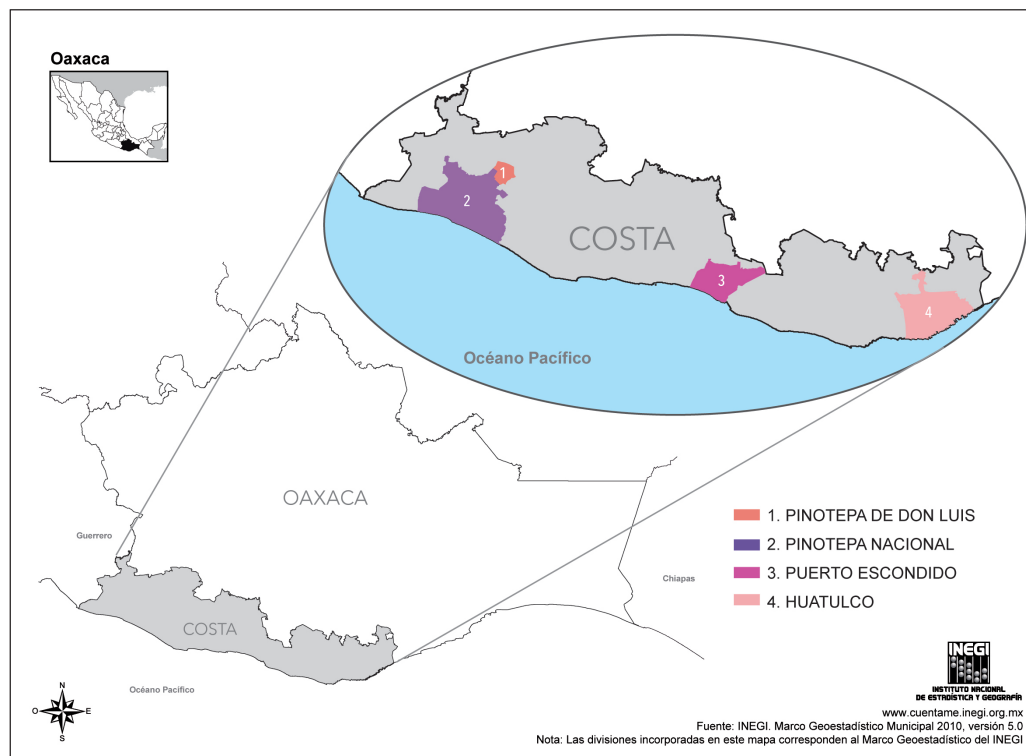 Oaxaca
1
2
COSTA
3
4
Océano Pacífico
OAXACA
Guerrero
Chiapas
COSTA
Océano Pacífico
1. PINOTEPA DE DON LUIS
2. PINOTEPA NACIONAL
3. PUERTO ESCONDIDO
4. HUATULCO
N
O
E
S
INEGI
INSTITUTO NACIONAL
DE ESTADÍSTICA Y GEOGRAFÍA
www.cuentame.inegi.org.mx
Fuente: INEGI. Marco Geoestadístico Municipal 2010, versión 5.0
Nota: Las divisiones incorporadas en este mapa corresponden al Marco Geoestadístico del INEGI